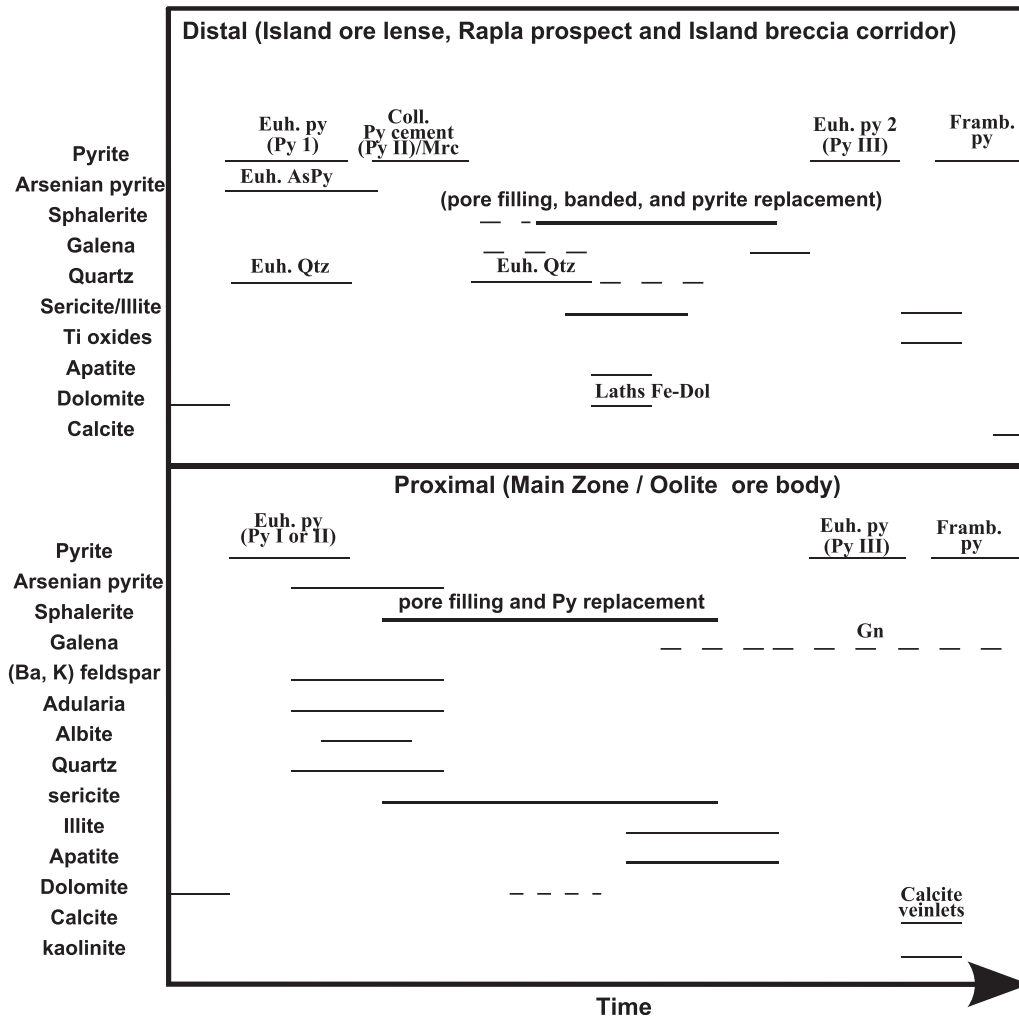 Distal (Island ore lense, Rapla prospect and Island breccia corridor)
Euh. py
(Py 1)
Coll.
Py cement
(Py II)/Mrc
Euh. py 2
(Py III)
Framb.
py
Pyrite
Arsenian pyrite
Euh. AsPy
Sphalerite
(pore filling, banded, and pyrite replacement)
Galena
Quartz
Euh. Qtz
Euh. Qtz
Sericite/Illite
Ti oxides
Apatite
Dolomite
Laths Fe-Dol
Calcite
Proximal (Main Zone / Oolite ore body)
Euh. py
(Py I or II)
Euh. py
(Py III)
Framb.
py
Pyrite
Arsenian pyrite
Sphalerite
pore filling and Py replacement
Galena
Gn
(Ba, K) feldspar
Adularia
Albite
Quartz
sericite
Illite
Apatite
Dolomite
Calcite
Calcite
veinlets
kaolinite
Time